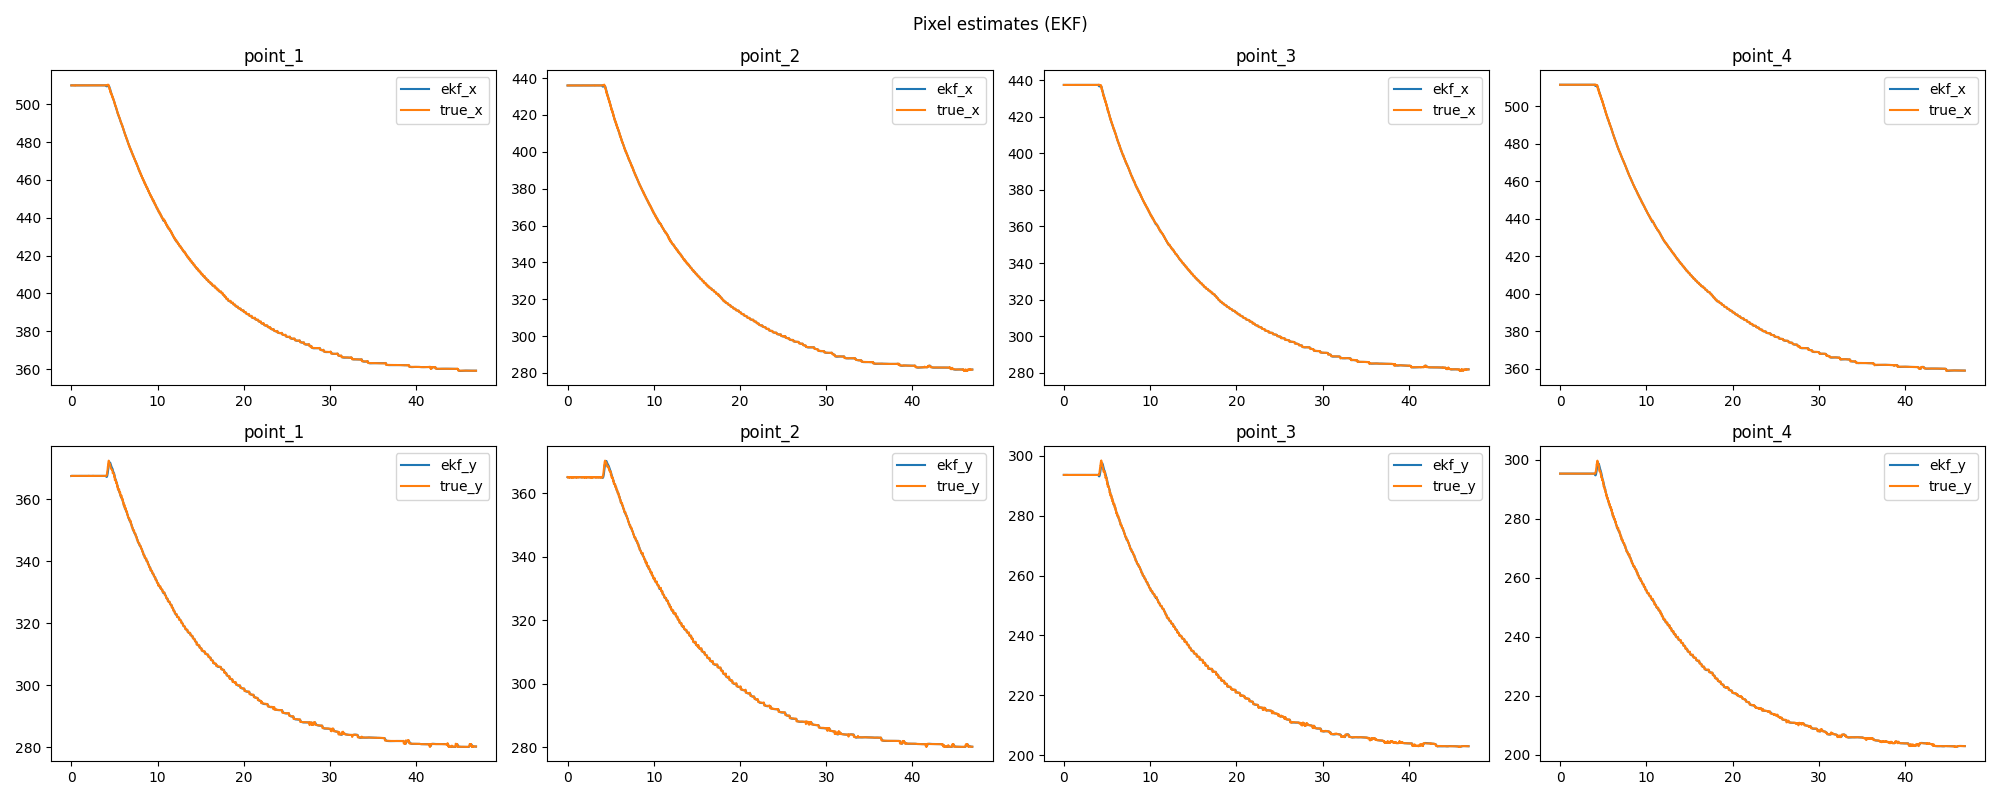 Pixel estimates (EKF)
point_1 point_2 point_3 point_4
ekf_x ekf_x ekf_x ekf_x
true_x true_x true_x true_x
500 480 460 440 420 400 380 360
440 420 400 380 360 340 320 300 280
440 420 400 380 360 340 320 300 280
500 480 460 440 420 400 380 360
0 10 20 30 40 0 10 20 30 40 0 10 20 30 40 0 10 20 30 40
point_1 point_2 point_3 point_4
ekf_y ekf_y ekf_y ekf_y
true_y true_y true_y true_y
360 340 320 300 280
360 340 320 300 280
300 280 260 240 220 200
300 280 260 240 220 200
0 10 20 30 40 0 10 20 30 40 0 10 20 30 40 0 10 20 30 40